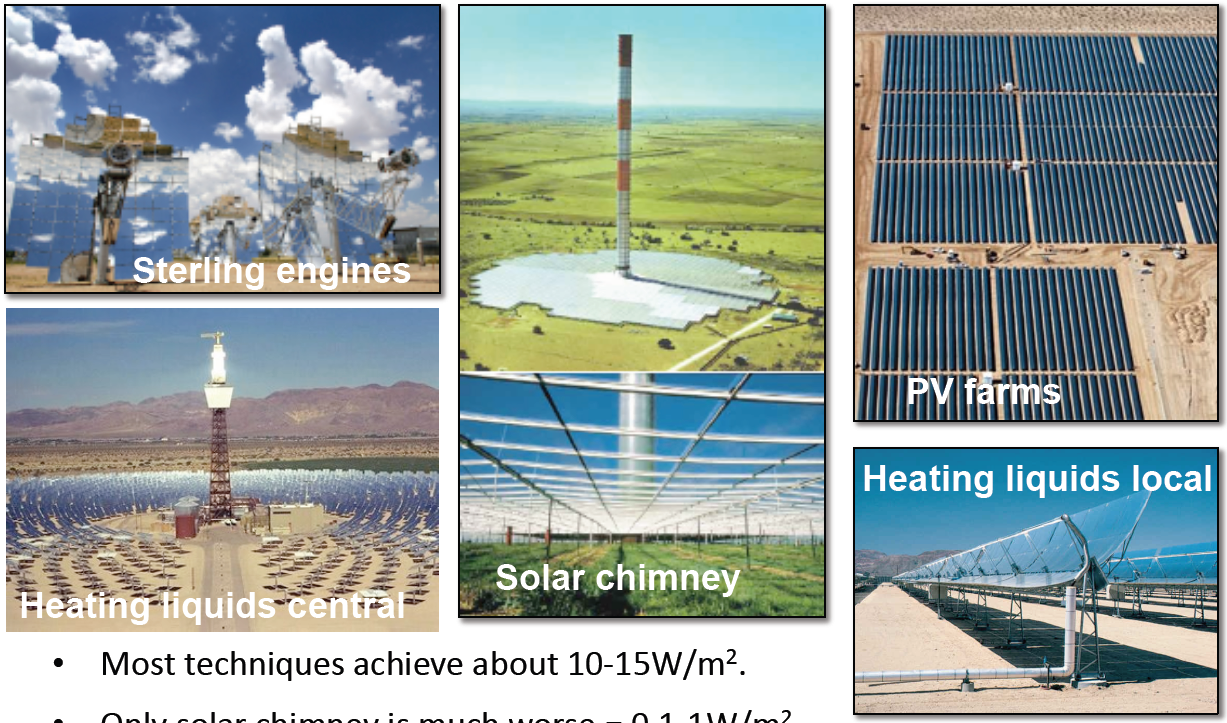 Sterling engines
Solar chimney
PV farms
Heating liquids central
Heating liquids local
• Most techniques achieve about 10-15W/m².
• Only solar chimney is much worse = 0.1-1W/m²